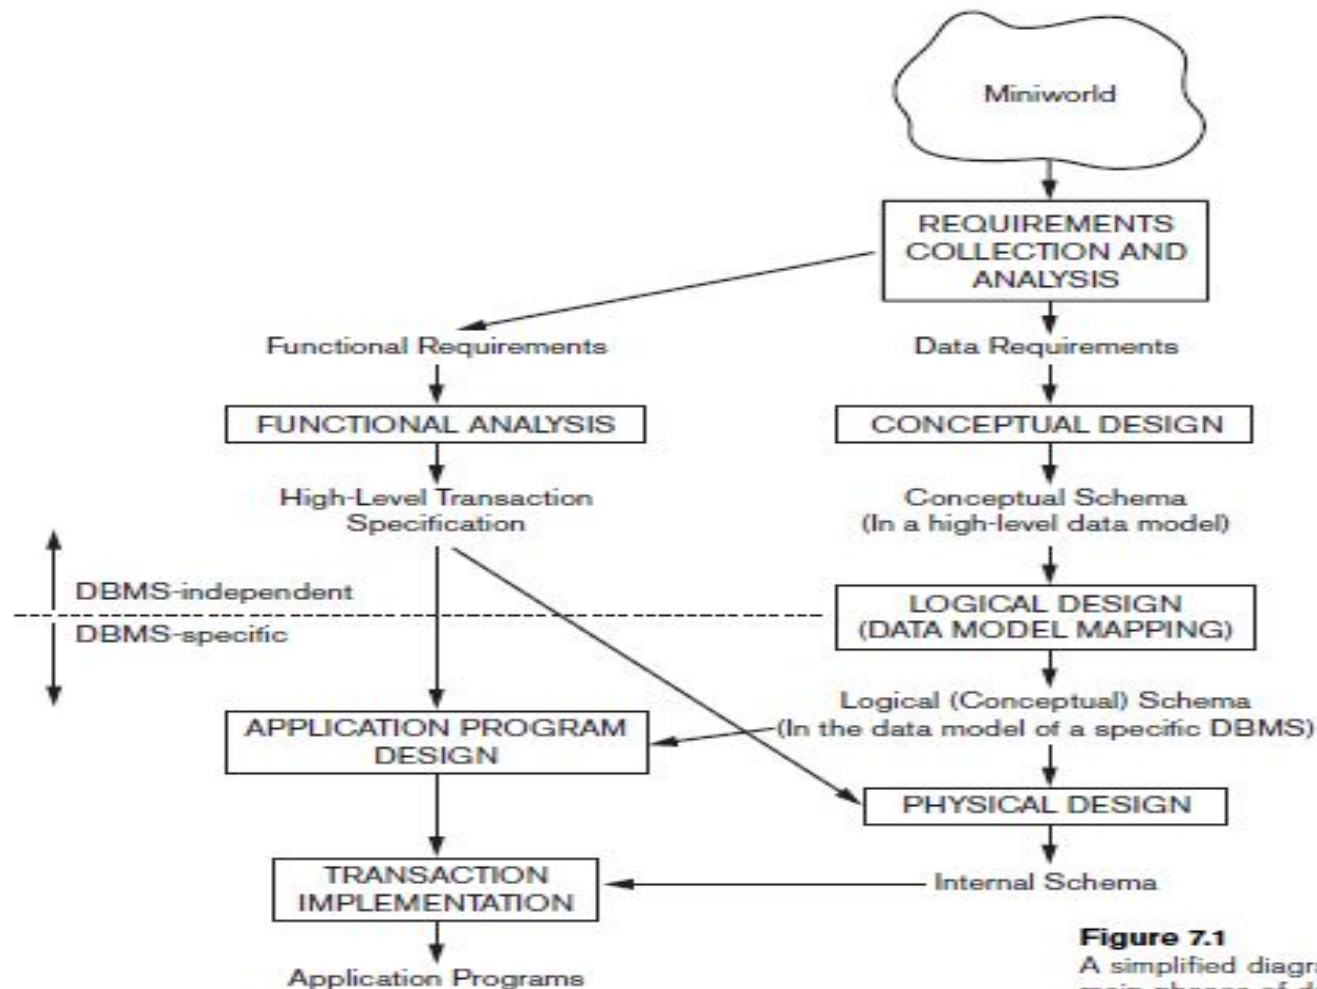 Miniworld
REQUIREMENTS
COLLECTION AND
ANALYSIS
Functional Requirements
Data Requirements
FUNCTIONAL ANALYSIS
CONCEPTUAL DESIGN
High-Level Transaction
Specification
Conceptual Schema
(In a high-level data model)
DBMS-independent
DBMS-specific
LOGICAL DESIGN
(DATA MODEL MAPPING)
Logical (Conceptual) Schema
(In the data model of a specific DBMS)
APPLICATION PROGRAM
DESIGN
PHYSICAL DESIGN
TRANSACTION
IMPLEMENTATION
Internal Schema
Application Programs
Figure 7.1
A simplified